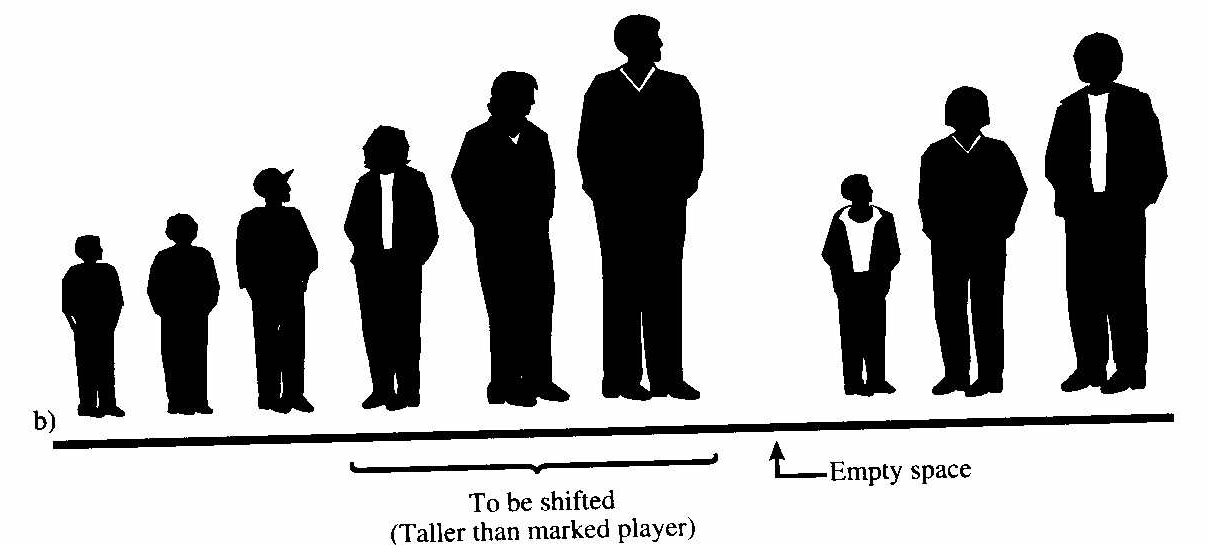 b)
Empty space
To be shifted
(Taller than marked player)